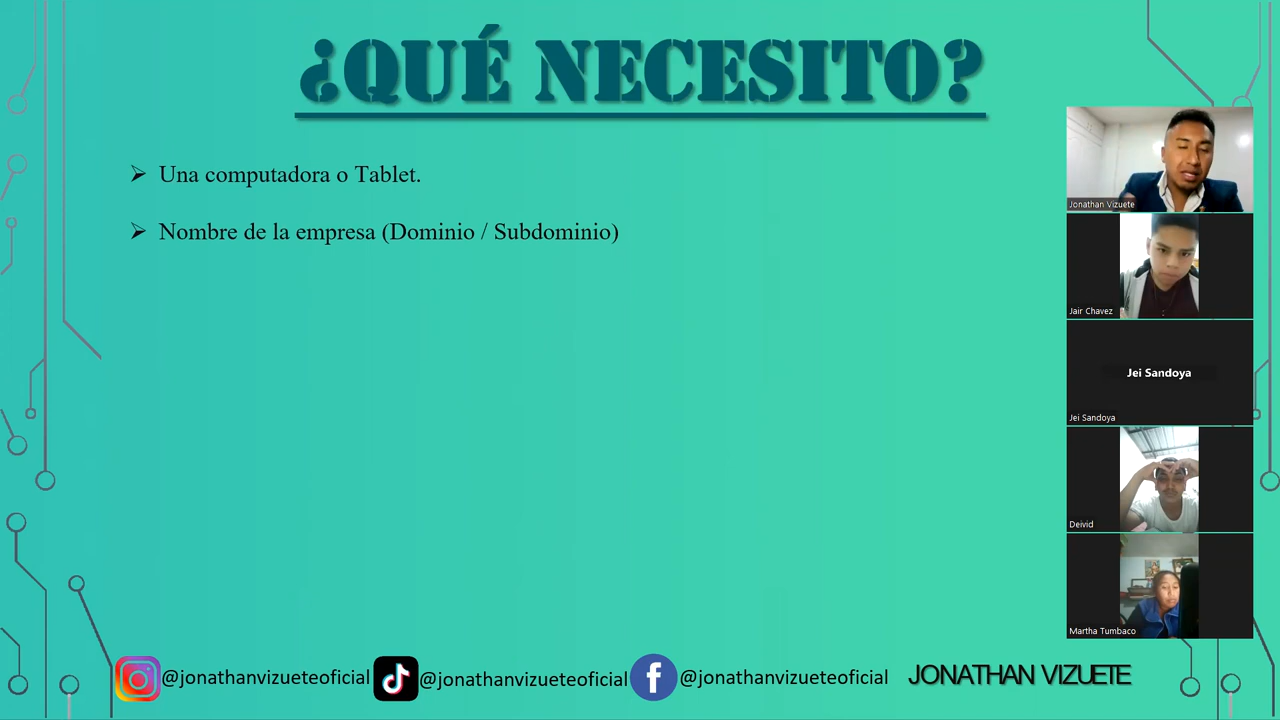 ¿QUÉ NECESITO?
Una computadora o Tablet.
Nombre de la empresa (Dominio / Subdominio)
Jonathan Vizuete
Jair Chavez
Jei Sandoya
Jei Sandoya
Deivid
Martha Tumbaco
@jonathanvizueteoficial @jonathanvizueteoficial @jonathanvizueteoficial JONATHAN VIZUETE